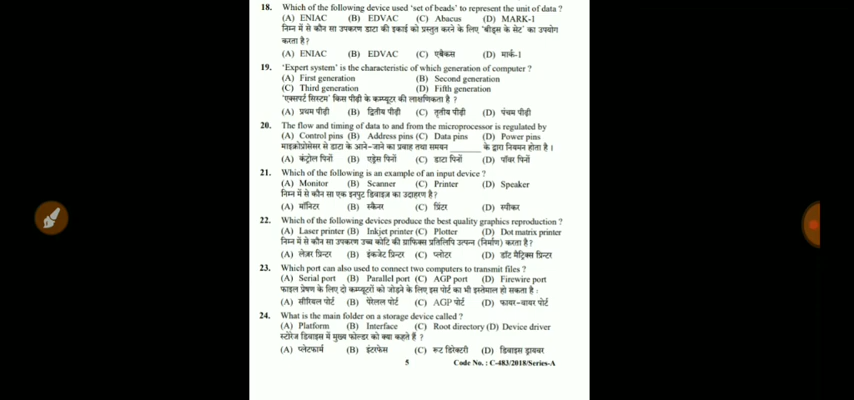 18. Which of the following device used 'set of beads' to represent the unit of data ?
(A) ENIAC (B) EDVAC (C) Abacus (D) MARK-1
निम्न में से कौन सा उपकरण डाटा की इकाई को प्रस्तुत करने के लिए 'बीड्स के सेट' का उपयोग
करता है?
(A) ENIAC (B) EDVAC (C) एबैकस (D) मार्क-1
19. 'Expert system' is the characteristic of which generation of computer ?
(A) First generation (B) Second generation
(C) Third generation (D) Fifth generation
'एक्सपर्ट सिस्टम' किस पीढ़ी के कम्प्यूटर की लाक्षणिकता है ?
(A) प्रथम पीढ़ी (B) द्वितीय पीढ़ी (C) तृतीय पीढ़ी (D) पंचम पीढ़ी
20. The flow and timing of data to and from the microprocessor is regulated by
(A) Control pins (B) Address pins (C) Data pins (D) Power pins
माइक्रोप्रोसेसर से डाटा के आने-जाने का प्रवाह तथा समयन ________ के द्वारा नियमन होता है ।
(A) कंट्रोल पिनों (B) एड्रेस पिनों (C) डाटा पिनों (D) पॉवर पिनों
21. Which of the following is an example of an input device ?
(A) Monitor (B) Scanner (C) Printer (D) Speaker
निम्न में से कौन सा एक इनपुट डिवाइज का उदाहरण है?
(A) मॉनिटर (B) स्कैनर (C) प्रिंटर (D) स्पीकर
22. Which of the following devices produce the best quality graphics reproduction ?
(A) Laser printer (B) Inkjet printer (C) Plotter (D) Dot matrix printer
निम्न में से कौन सा उपकरण उच्च कोटि की ग्राफिक्स प्रतिलिपि उत्पन्न (निर्माण) करता है?
(A) लेज़र प्रिन्टर (B) इंकजेट प्रिन्टर (C) प्लोटर (D) डॉट मैट्रिक्स प्रिन्टर
23. Which port can also used to connect two computers to transmit files ?
(A) Serial port (B) Parallel port (C) AGP port (D) Firewire port
फाइल प्रेषण के लिए दो कम्प्यूटरों को जोड़ने के लिए इस पोर्ट का भी इस्तेमाल हो सकता है :
(A) सीरियल पोर्ट (B) पेरेलल पोर्ट (C) AGP पोर्ट (D) फायर-वायर पोर्ट
24. What is the main folder on a storage device called ?
(A) Platform (B) Interface (C) Root directory (D) Device driver
स्टोरेज डिवाइस में मुख्य फोल्डर को क्या कहते हैं ?
(A) प्लेटफार्म (B) इंटरफेस (C) रूट डिरेक्टरी (D) डिवाइस ड्रायवर
5 Code No. : C-483/2018/Series-A